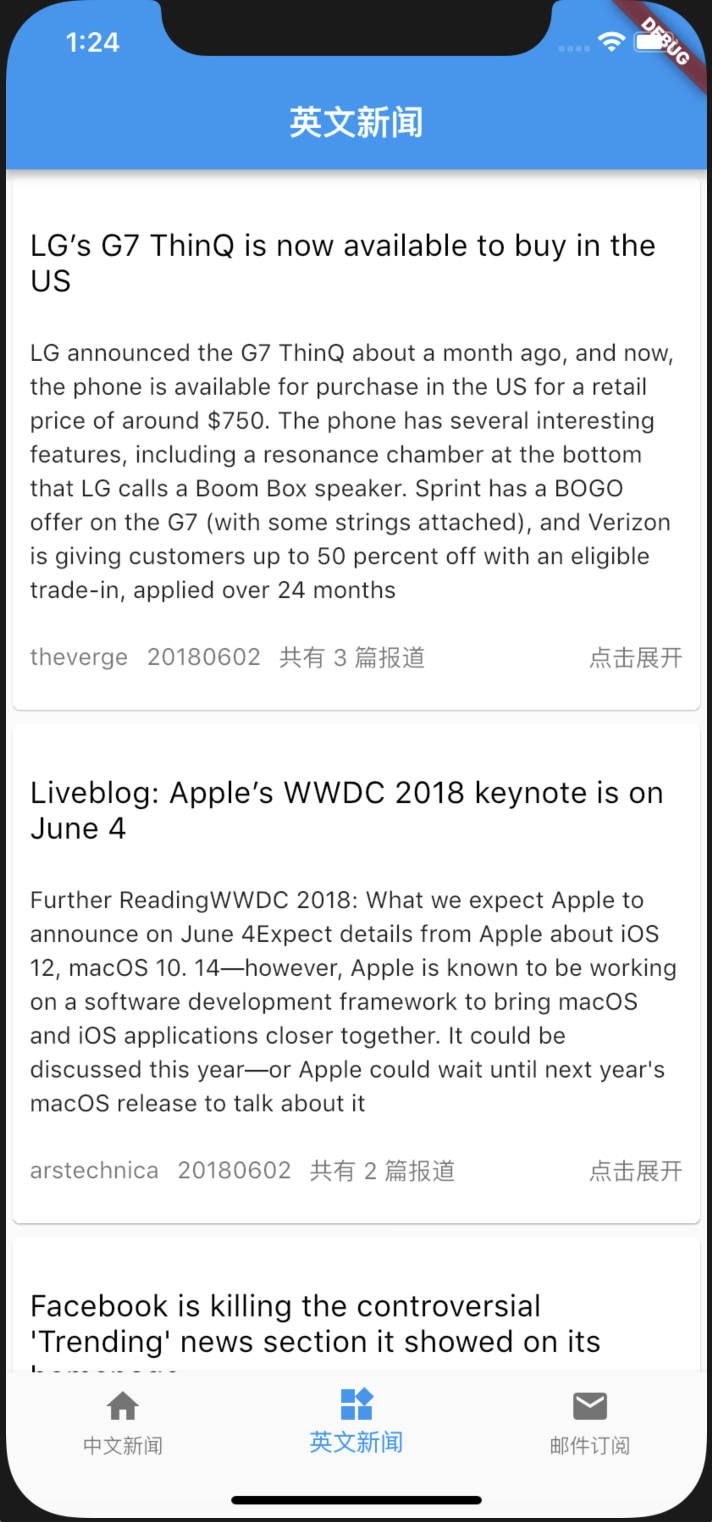 1:24
DEBUG
英文新闻
LG’s G7 ThinQ is now available to buy in the
US
LG announced the G7 ThinQ about a month ago, and now,
the phone is available for purchase in the US for a retail
price of around $750. The phone has several interesting
features, including a resonance chamber at the bottom
that LG calls a Boom Box speaker. Sprint has a BOGO
offer on the G7 (with some strings attached), and Verizon
is giving customers up to 50 percent off with an eligible
trade-in, applied over 24 months
theverge 20180602 共有 3 篇报道 点击展开
Liveblog: Apple’s WWDC 2018 keynote is on
June 4
Further ReadingWWDC 2018: What we expect Apple to
announce on June 4Expect details from Apple about iOS
12, macOS 10. 14—however, Apple is known to be working
on a software development framework to bring macOS
and iOS applications closer together. It could be
discussed this year—or Apple could wait until next year's
macOS release to talk about it
arstechnica 20180602 共有 2 篇报道 点击展开
Facebook is killing the controversial
'Trending' news section it showed on its
中文新闻 英文新闻 邮件订阅